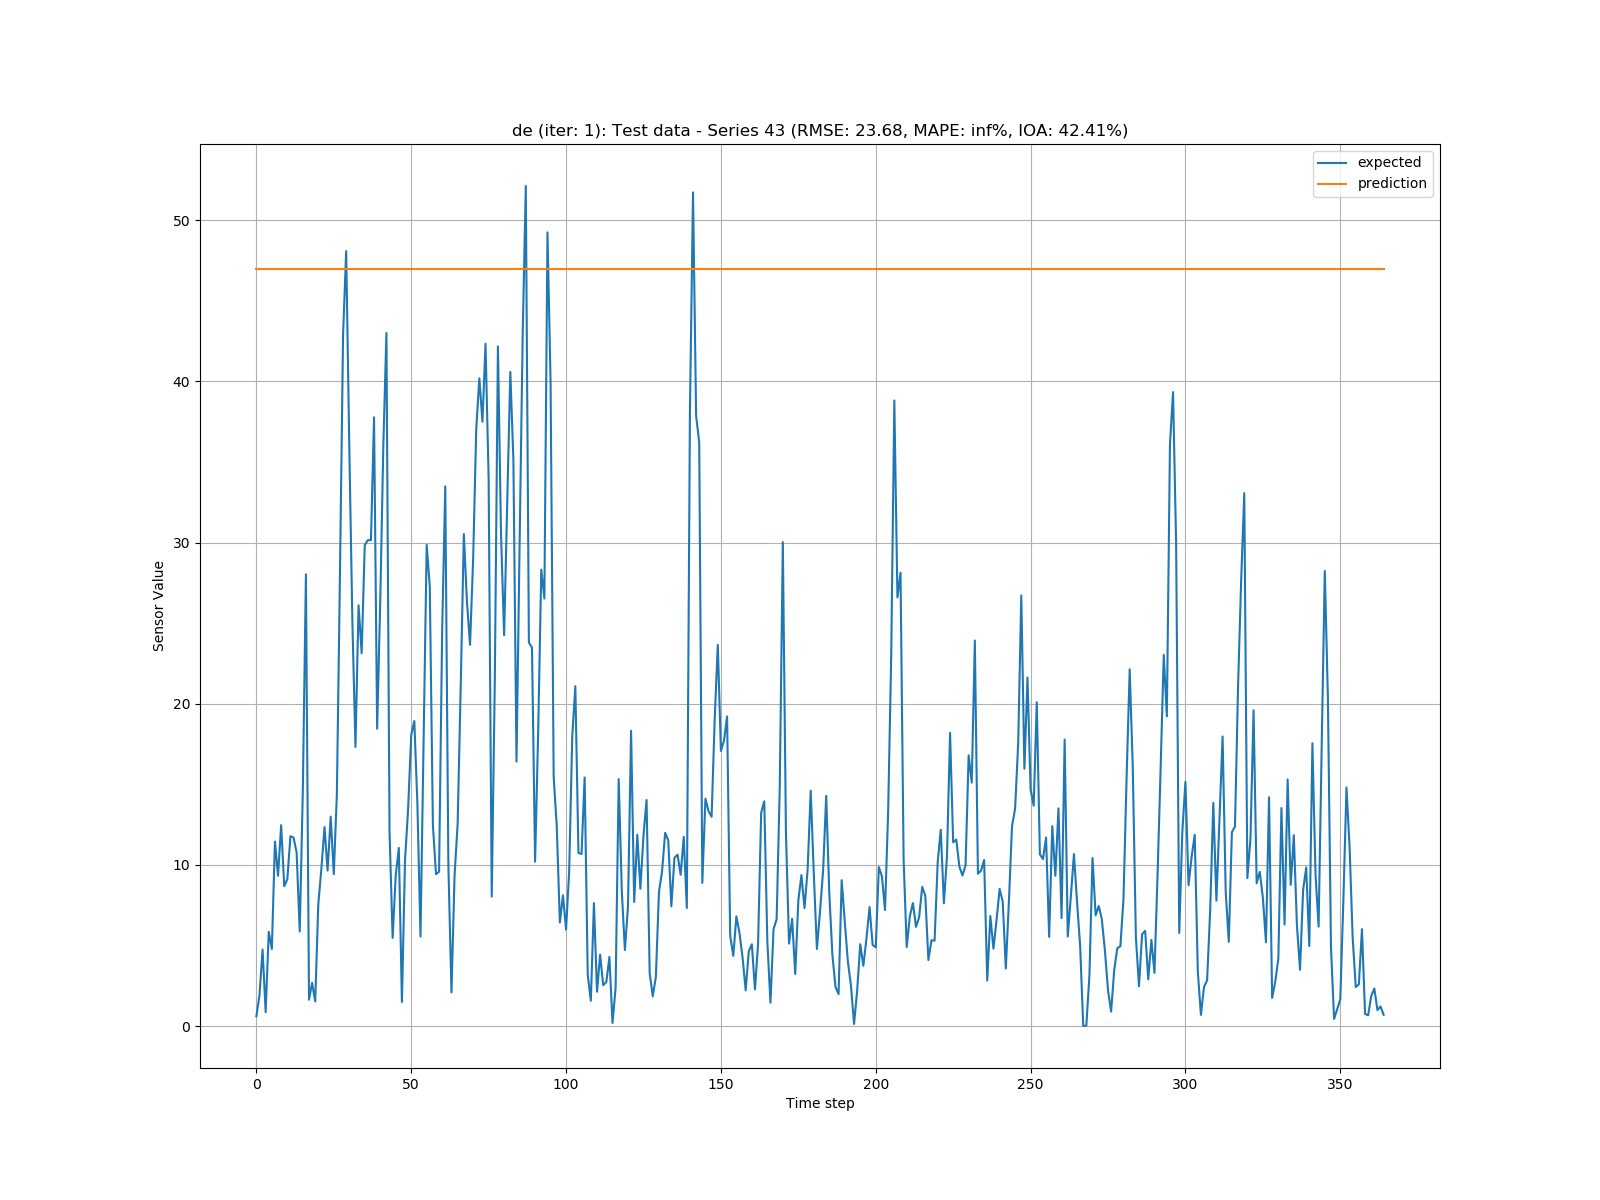 de (iter: 1): Test data - Series 43 (RMSE: 23.68, MAPE: inf%, IOA: 42.41%)
expected
prediction
50
40
30
20
10
0
Sensor Value
0 50 100 150 200 250 300 350
Time step